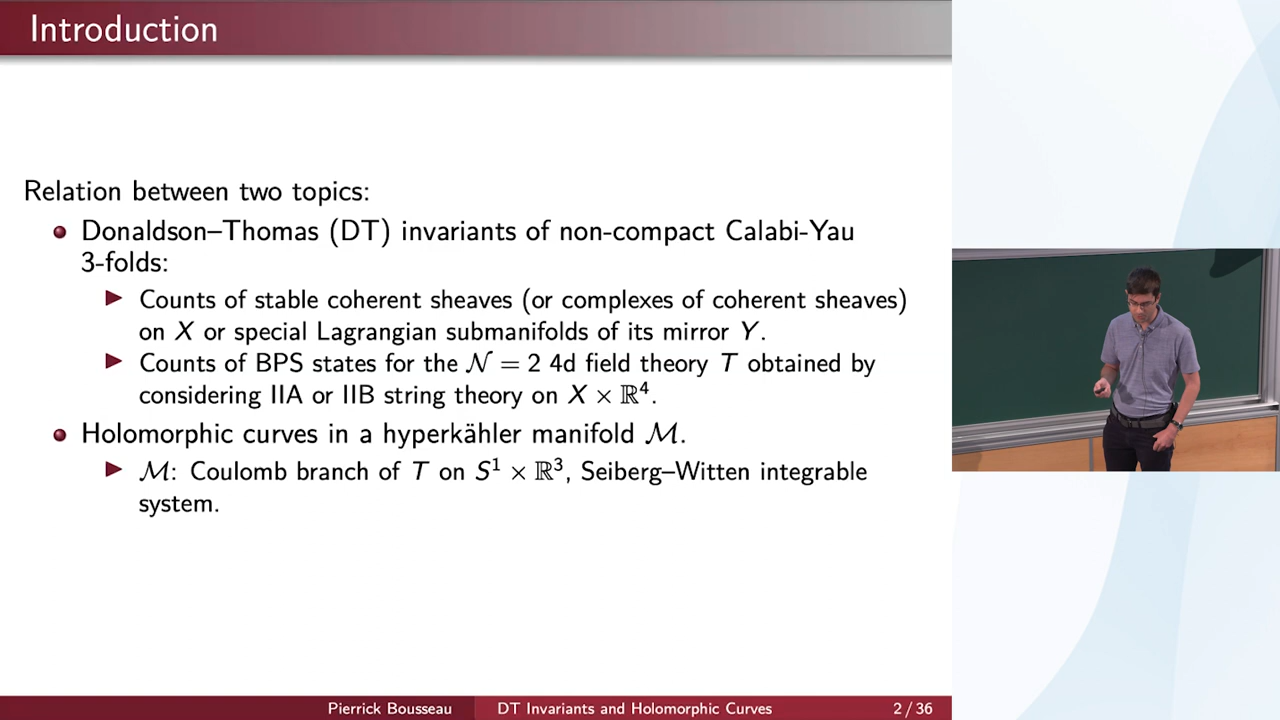 Introduction
Relation between two topics:
Donaldson–Thomas (DT) invariants of non-compact Calabi-Yau
3-folds:
Counts of stable coherent sheaves (or complexes of coherent sheaves)
on X or special Lagrangian submanifolds of its mirror Y.
Counts of BPS states for the 𝒩 = 2 4d field theory T obtained by
considering IIA or IIB string theory on X × ℝ⁴.
Holomorphic curves in a hyperkähler manifold ℳ.
ℳ: Coulomb branch of T on S¹ × ℝ³, Seiberg–Witten integrable
system.
Pierrick Bousseau DT Invariants and Holomorphic Curves 2 / 36